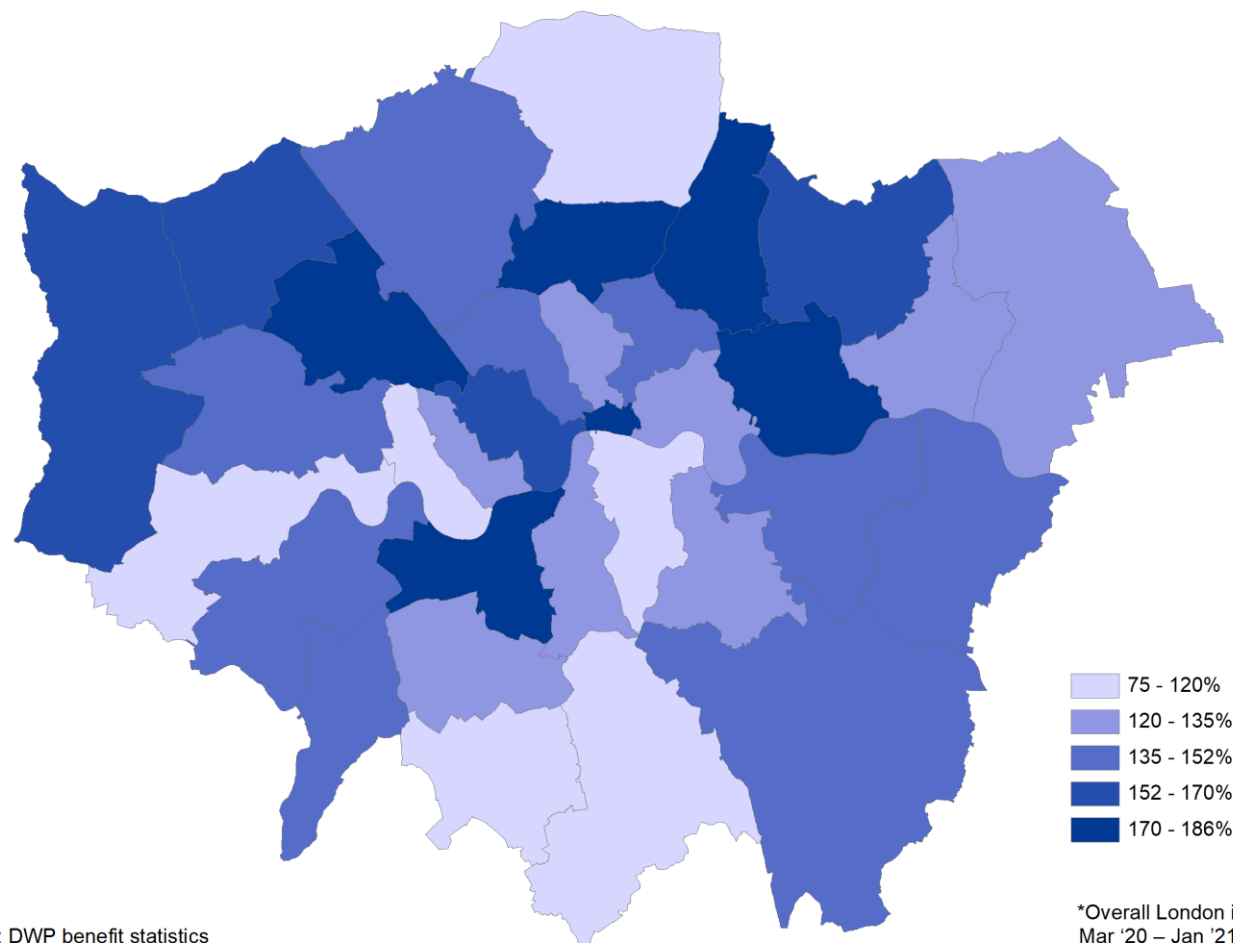 75 - 120%
120 - 135%
135 - 152%
152 - 170%
170 - 186%
*Overall London
Mar ‘20 – Jan ’21
: DWP benefit statistics